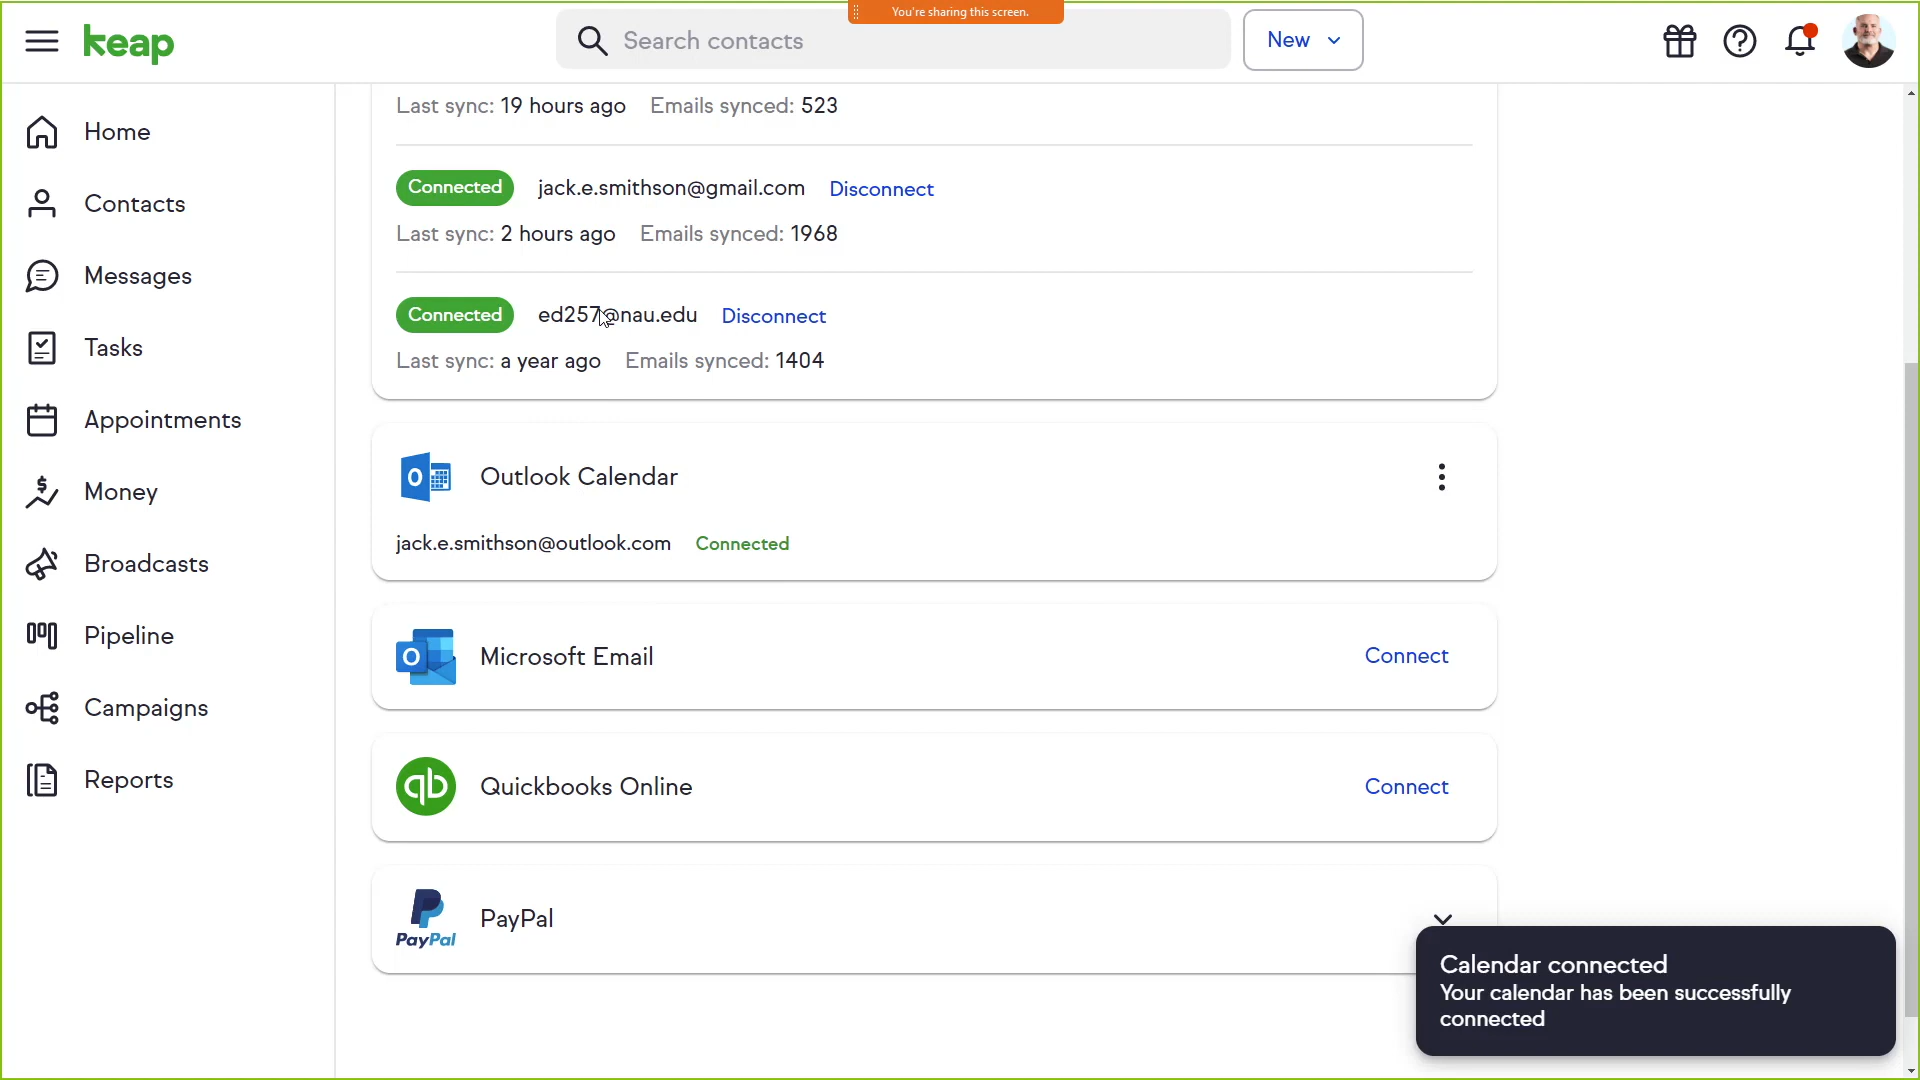 You're sharing this screen.
keap
Search contacts
New
Home
Contacts
Messages
Tasks
Appointments
Money
Broadcasts
Pipeline
Campaigns
Reports
Last sync: 19 hours ago Emails synced: 523
Connected jack.e.smithson@gmail.com Disconnect
Last sync: 2 hours ago Emails synced: 1968
Connected ed257@nau.edu Disconnect
Last sync: a year ago Emails synced: 1404
Outlook Calendar
jack.e.smithson@outlook.com Connected
Microsoft Email Connect
qb Quickbooks Online Connect
PayPal PayPal
Calendar connected
Your calendar has been successfully
connected